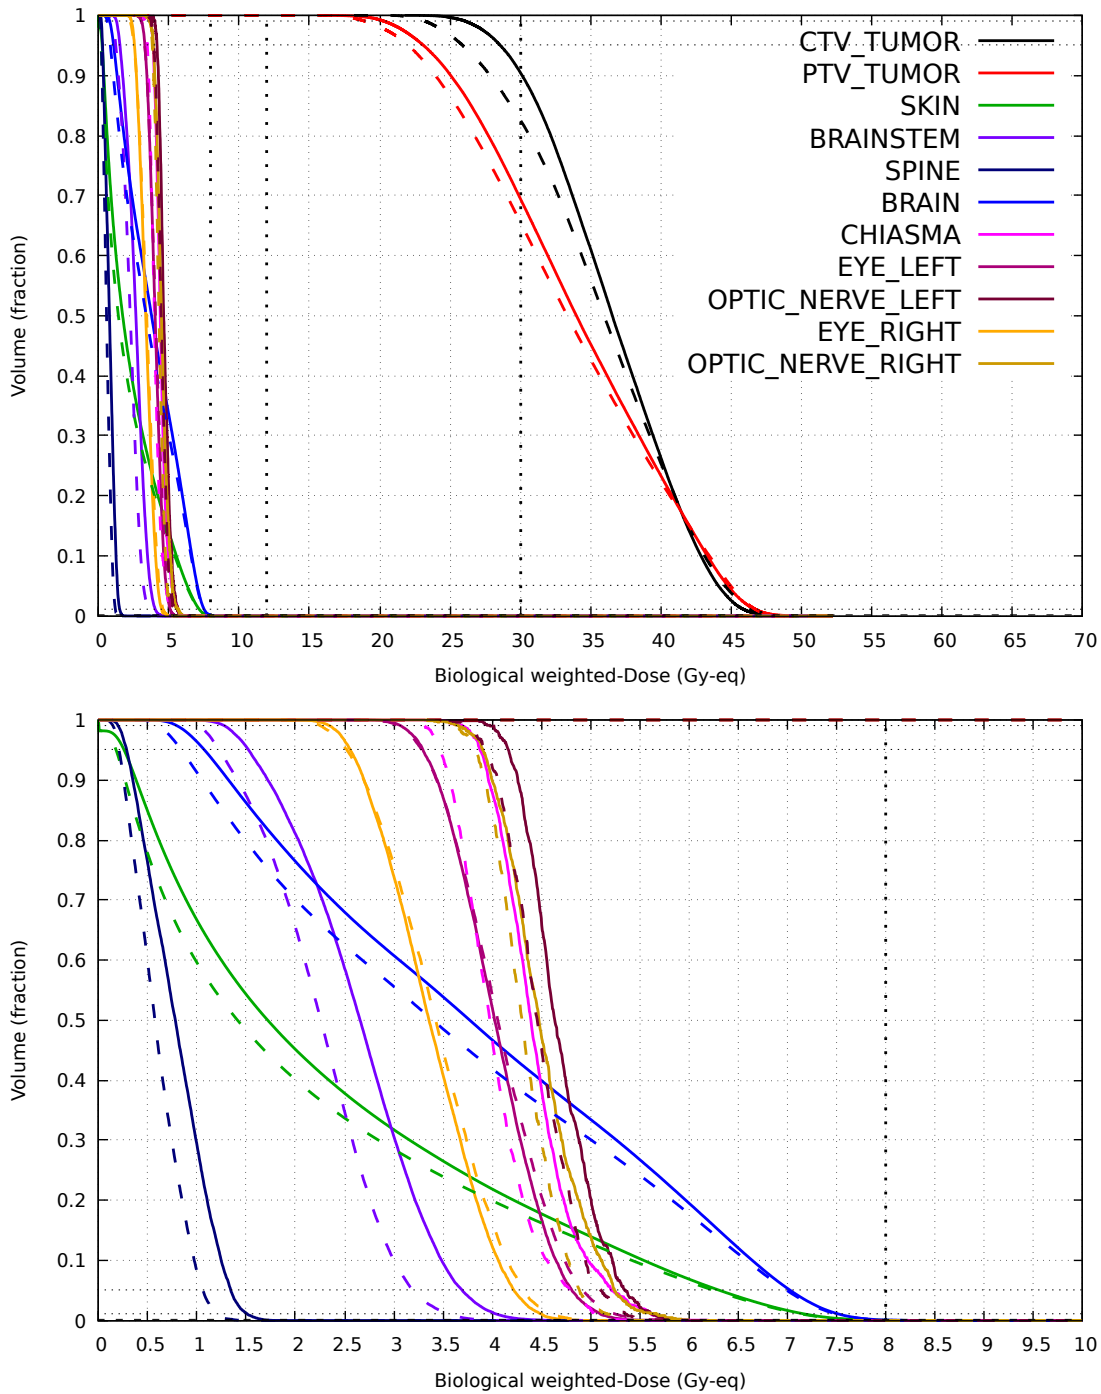 1
0.9
0.8
0.7
0.6
0.5
0.4
0.3
0.2
0.1
0
Volume (fraction)
CTV_TUMOR
PTV_TUMOR
SKIN
BRAINSTEM
SPINE
BRAIN
CHIASMA
EYE_LEFT
OPTIC_NERVE_LEFT
EYE_RIGHT
OPTIC_NERVE_RIGHT
0 5 10 15 20 25 30 35 40 45 50 55 60 65 70
Biological weighted-Dose (Gy-eq)
1
0.9
0.8
0.7
0.6
0.5
0.4
0.3
0.2
0.1
0
Volume (fraction)
0 0.5 1 1.5 2 2.5 3 3.5 4 4.5 5 5.5 6 6.5 7 7.5 8 8.5 9 9.5 10
Biological weighted-Dose (Gy-eq)